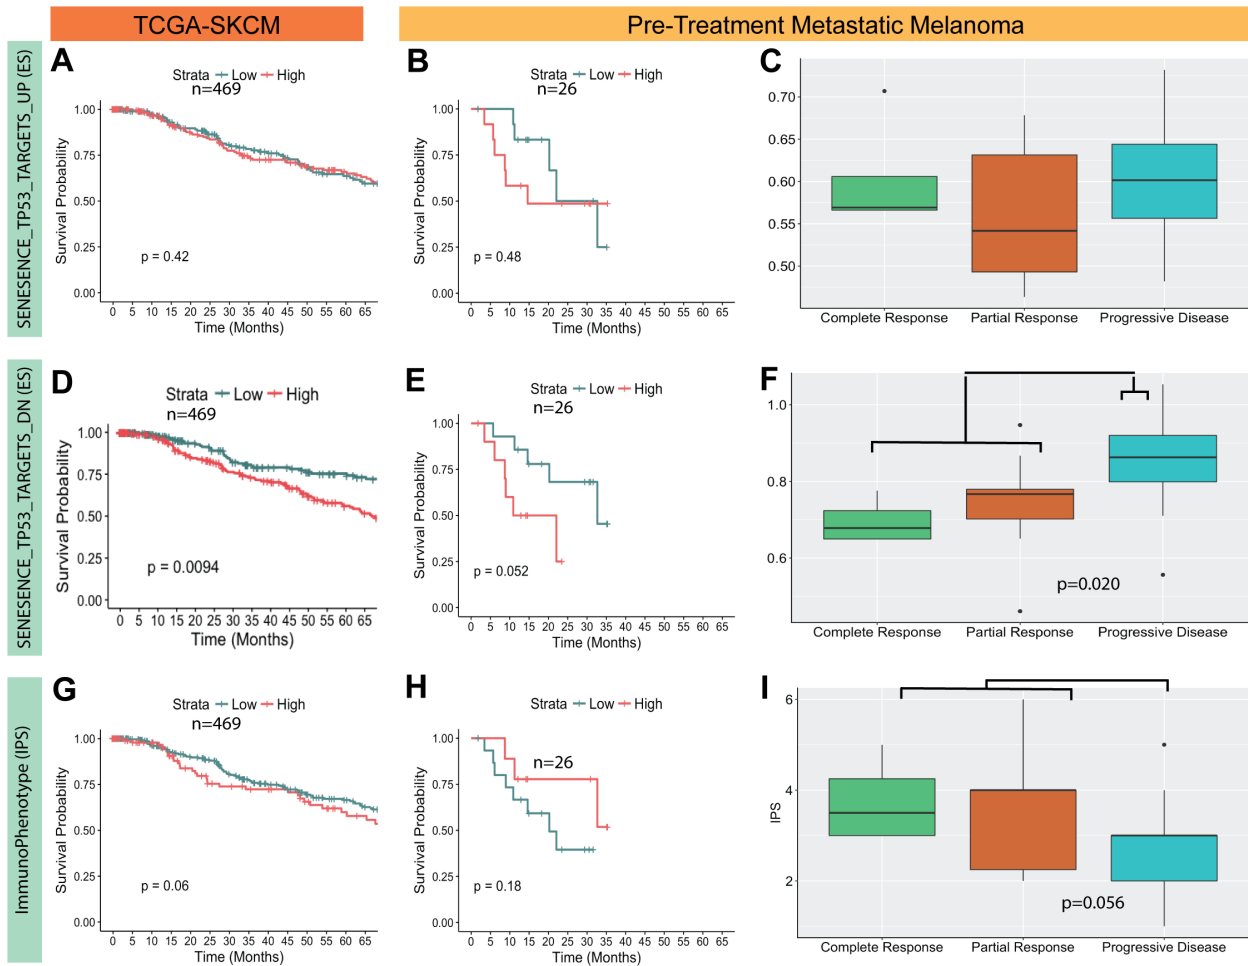 TCGA-SKCM
Pre-Treatment Metastatic Melanoma
SENESENCE_TP53_TARGETS_UP (ES)
A
Strata Low High
n=469
Survival Probability
1.00
0.75
0.50
0.25
0.00
p = 0.42
0 5 10 15 20 25 30 35 40 45 50 55 60 65
Time (Months)
B
Strata Low High
n=26
Survival Probability
1.00
0.75
0.50
0.25
0.00
p = 0.48
0 5 10 15 20 25 30 35 40 45 50 55 60 65
Time (Months)
C
0.70
0.65
0.60
0.55
0.50
Complete Response Partial Response Progressive Disease
SENESENCE_TP53_TARGETS_DN (ES)
D
Strata Low High
n=469
Survival Probability
1.00
0.75
0.50
0.25
0.00
p = 0.0094
0 5 10 15 20 25 30 35 40 45 50 55 60 65
Time (Months)
E
Strata Low High
n=26
Survival Probability
1.00
0.75
0.50
0.25
0.00
p = 0.052
0 5 10 15 20 25 30 35 40 45 50 55 60 65
Time (Months)
F
1.0
0.8
0.6
p=0.020
Complete Response Partial Response Progressive Disease
ImmunoPhenotype (IPS)
G
Strata Low High
n=469
Survival Probability
1.00
0.75
0.50
0.25
0.00
p = 0.06
0 5 10 15 20 25 30 35 40 45 50 55 60 65
Time (Months)
H
Strata Low High
n=26
Survival Probability
1.00
0.75
0.50
0.25
0.00
p = 0.18
0 5 10 15 20 25 30 35 40 45 50 55 60 65
Time (Months)
I
IPS
6
4
2
p=0.056
Complete Response Partial Response Progressive Disease